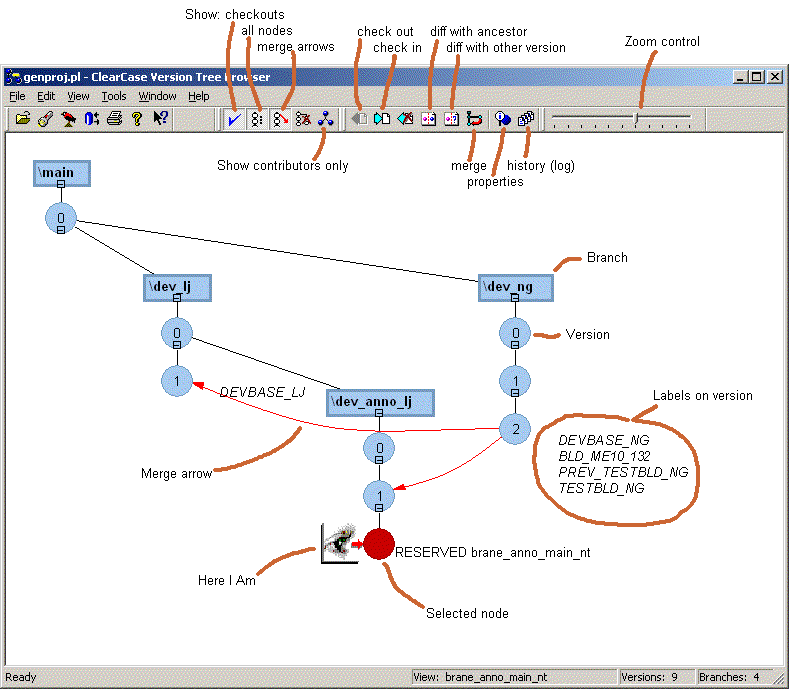 Show: checkouts
all nodes
merge arrows
check out
check in
diff with ancestor
diff with other version
Zoom control
genproj.pl - ClearCase Version Tree Browser
File Edit View Tools Window Help
Show contributors only
merge
history (log)
properties
\main
0
Branch
\dev_lj
\dev_ng
0
0
Version
1
DEVBASE_LJ
1
\dev_anno_lj
Labels on version
2
DEVBASE_NG
BLD_ME10_132
PREV_TESTBLD_NG
TESTBLD_NG
0
Merge arrow
1
RESERVED brane_anno_main_nt
Here I Am
Selected node
Ready
View: brane_anno_main_nt
Versions: 9
Branches: 4